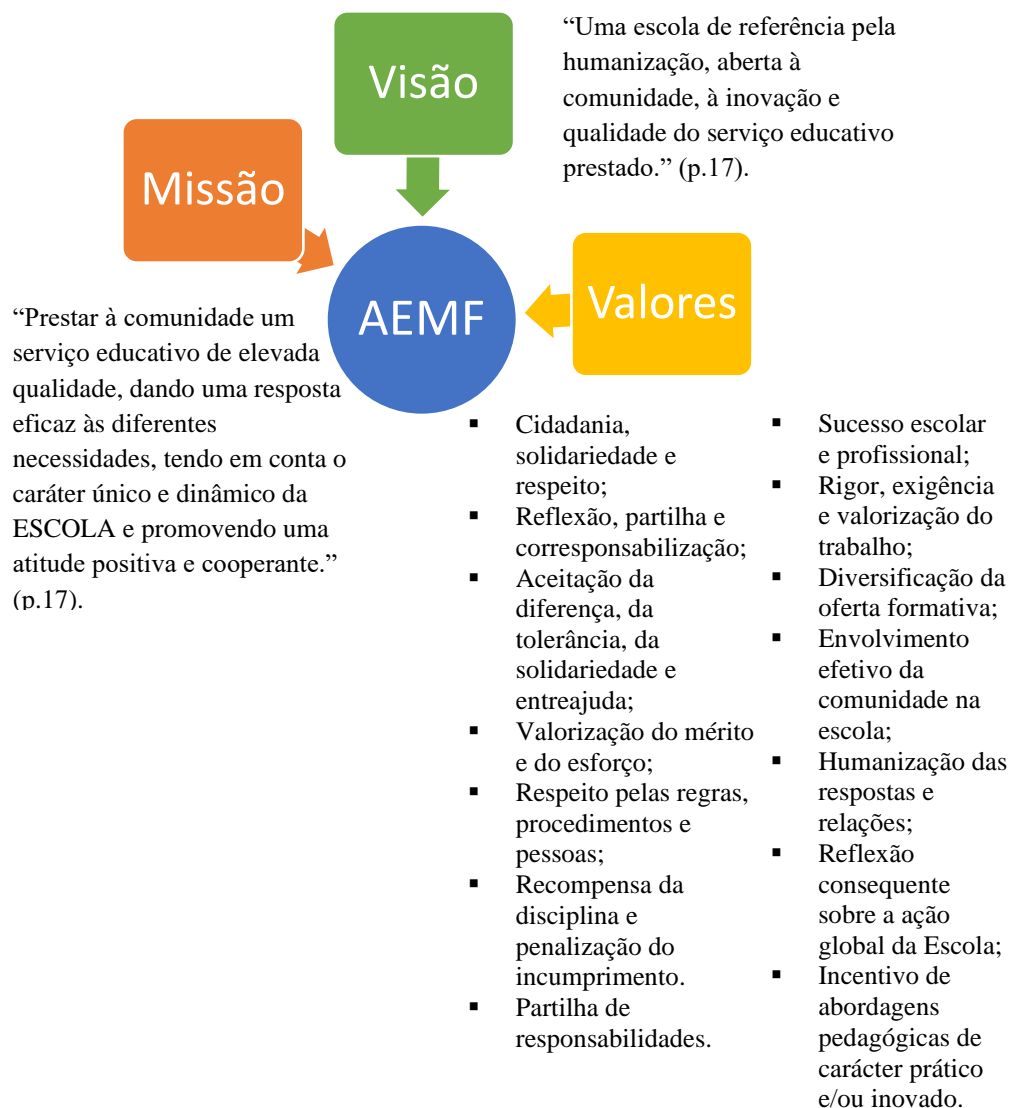 Visão
“Uma escola de referência pela
humanização, aberta à
comunidade, à inovação e
qualidade do serviço educativo
prestado.” (p.17).
Missão
AEMF
Valores
“Prestar à comunidade um
serviço educativo de elevada
qualidade, dando uma resposta
eficaz às diferentes
necessidades, tendo em conta o
caráter único e dinâmico da
ESCOLA e promovendo uma
atitude positiva e cooperante.”
(p.17).
▪ Cidadania,
solidariedade e
respeito;
▪ Reflexão, partilha e
corresponsabilização;
▪ Aceitação da
diferença, da
tolerância, da
solidariedade e
entreajuda;
▪ Valorização do mérito
e do esforço;
▪ Respeito pelas regras,
procedimentos e
pessoas;
▪ Recompensa da
disciplina e
penalização do
incumprimento.
▪ Partilha de
responsabilidades.
▪ Sucesso escolar
e profissional;
▪ Rigor, exigência
e valorização do
trabalho;
▪ Diversificação da
oferta formativa;
▪ Envolvimento
efetivo da
comunidade na
escola;
▪ Humanização das
respostas e
relações;
▪ Reflexão
consequente
sobre a ação
global da Escola;
▪ Incentivo de
abordagens
pedagógicas de
carácter prático
e/ou inovado.